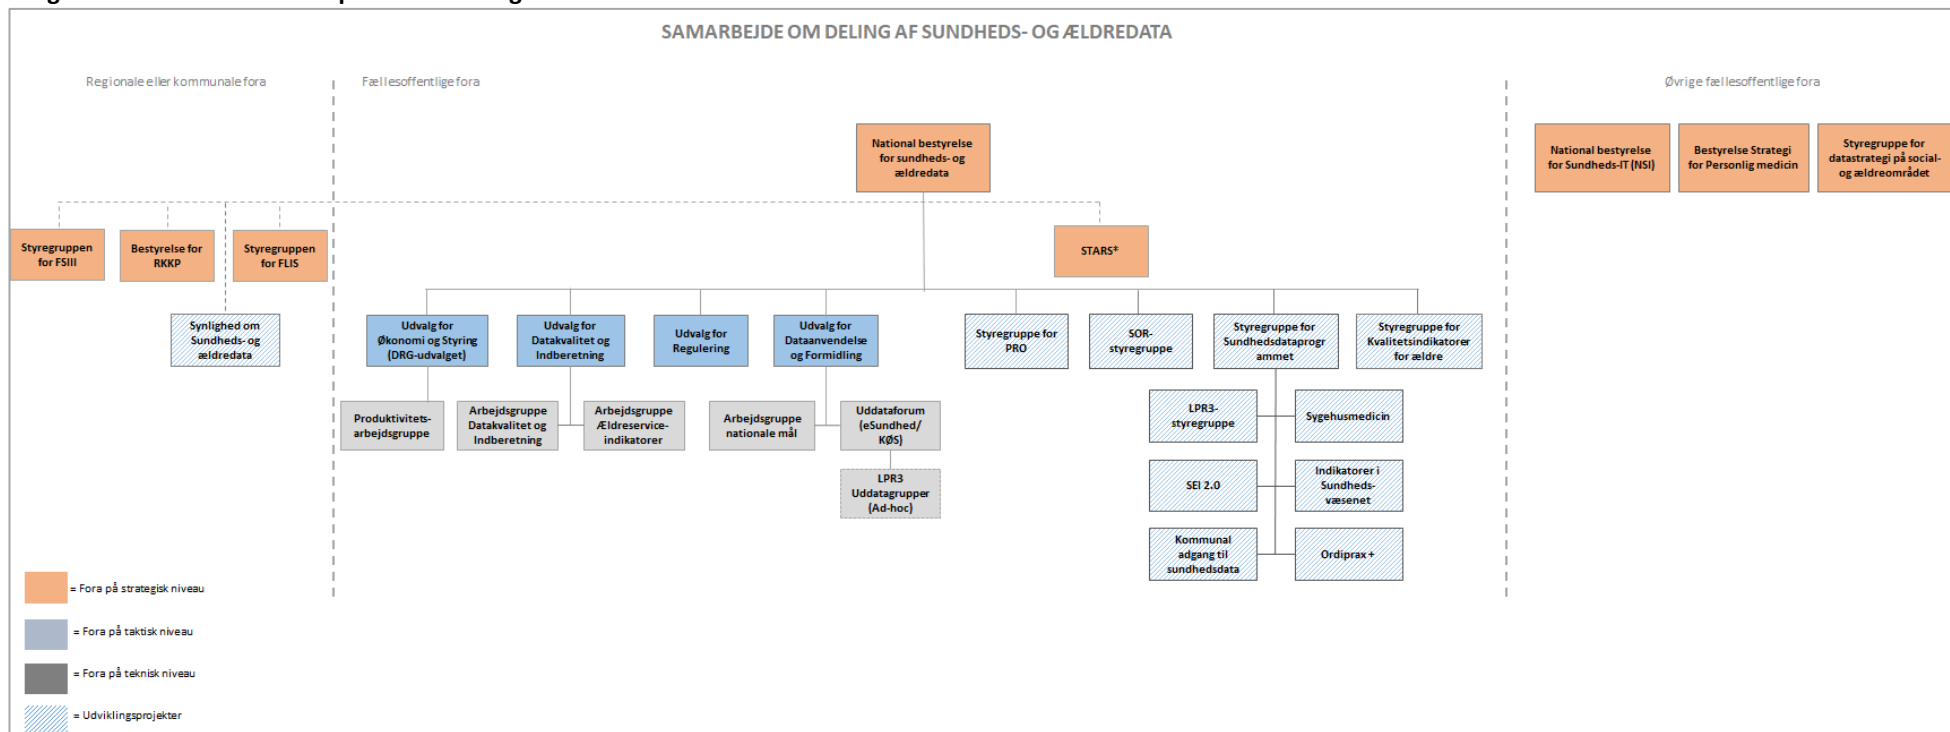 SAMARBEJDE OM DELING AF SUNDHEDS- OG ÆLDREDATA
Regionale eller kommunale fora
Fællesoffentlige fora
Øvrige fællesoffentlige fora
National bestyrelse
for sundheds- og
ældredata
National bestyrelse
for Sundheds-IT (NSI)
Bestyrelse Strategi
for Personlig medicin
Styregruppe for
datastrategi på social-
og ældreområdet
Styregruppen
for FSIII
Bestyrelse for
RKKP
Styregruppen
for FLIS
STARS*
Synlighed om
Sundheds- og
ældredata
Udvalg for
Økonomi og Styring
(DRG-udvalget)
Udvalg for
Datakvalitet og
Indberetning
Udvalg for
Regulering
Udvalg for
Dataanvendelse
og Formidling
Styregruppe for
PRO
SOR-
styregruppe
Styregruppe for
Sundhedsdataprogr
ammet
Styregruppe for
Kvalitetsindikatorer
for ældre
Produktivitets-
arbejdsgruppe
Arbejdsgruppe
Datakvalitet og
Indberetning
Arbejdsgruppe
Ældreservice-
indikatorer
Arbejdsgruppe
nationale mål
Uddataforum
(eSundhed/
KØS)
LPR3
Uddatagrupper
(Ad-hoc)
LPR3-
styregruppe
Sygehusmedicin
SEI 2.0
Indikatorer i
Sundheds-
væsenet
Kommunal
adgang til
sundhedsdata
Ordiprax +
= Fora på strategisk niveau
= Fora på taktisk niveau
= Fora på teknisk niveau
= Udviklingsprojekter